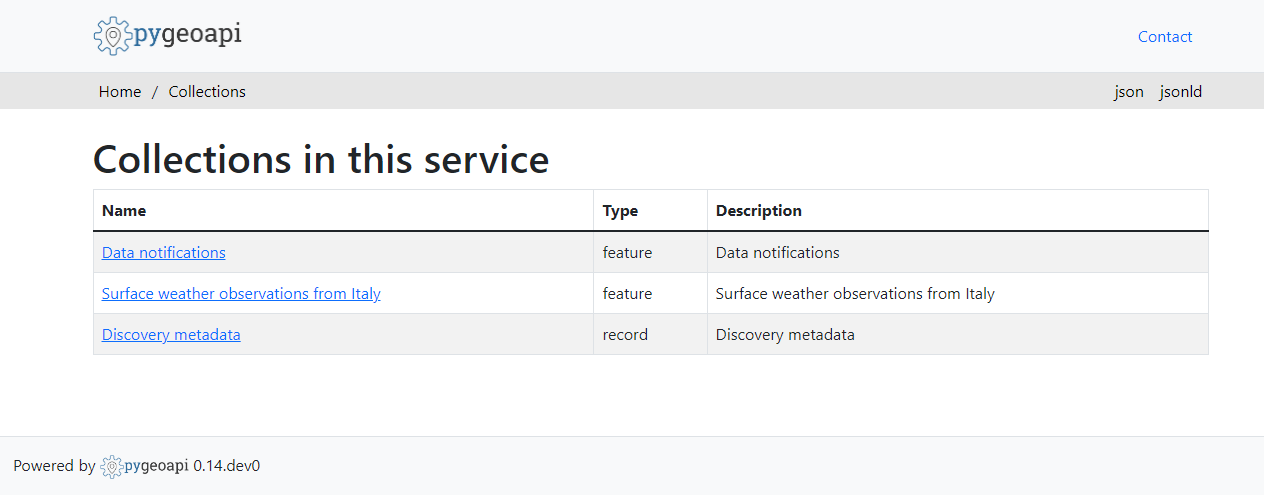 pygeoapi Contact
Home / Collections json jsonld
Collections in this service
Name Type Description
Data notifications feature Data notifications
Surface weather observations from Italy feature Surface weather observations from Italy
Discovery metadata record Discovery metadata
Powered by pygeoapi 0.14.dev0